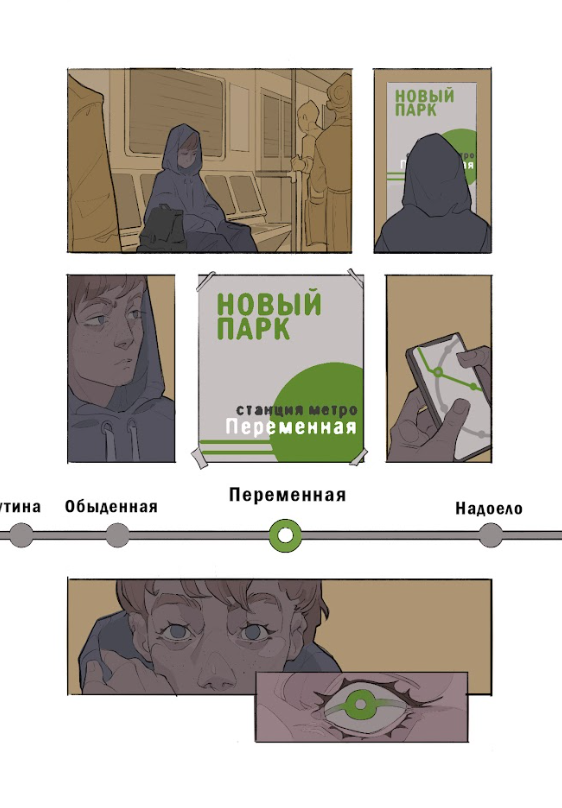 НОВЫЙ
ПАРК
НОВЫЙ
ПАРК
станция метро
Переменная
Переменная
утина
Обыденная
Надоело